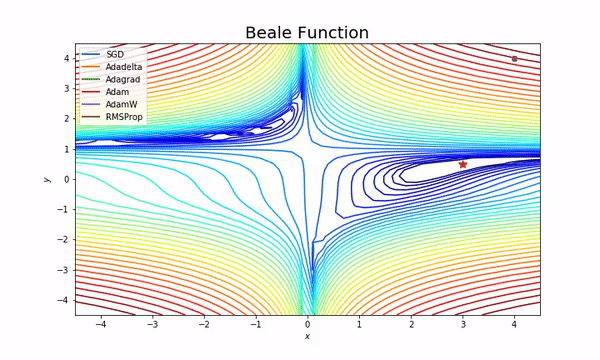 Beale Function
SGD
Adadelta
Adagrad
Adam
AdamW
RMSProp
4
3
2
1
0
−1
−2
−3
−4
y
−4 −3 −2 −1 0 1 2 3 4
x